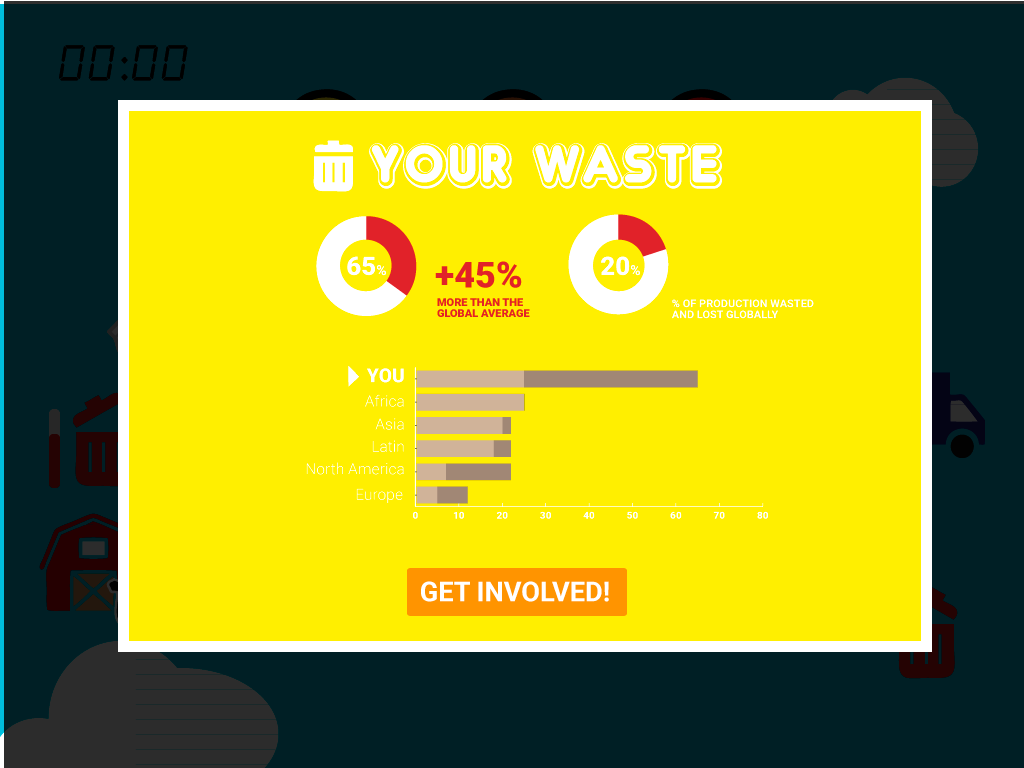 00:00
YOUR WASTE
65%
+45%
MORE THAN THE
GLOBAL AVERAGE
20%
% OF PRODUCTION WASTED
AND LOST GLOBALLY
YOU
Africa
Asia
Latin
North America
Europe
0 10 20 30 40 50 60 70 80
GET INVOLVED!